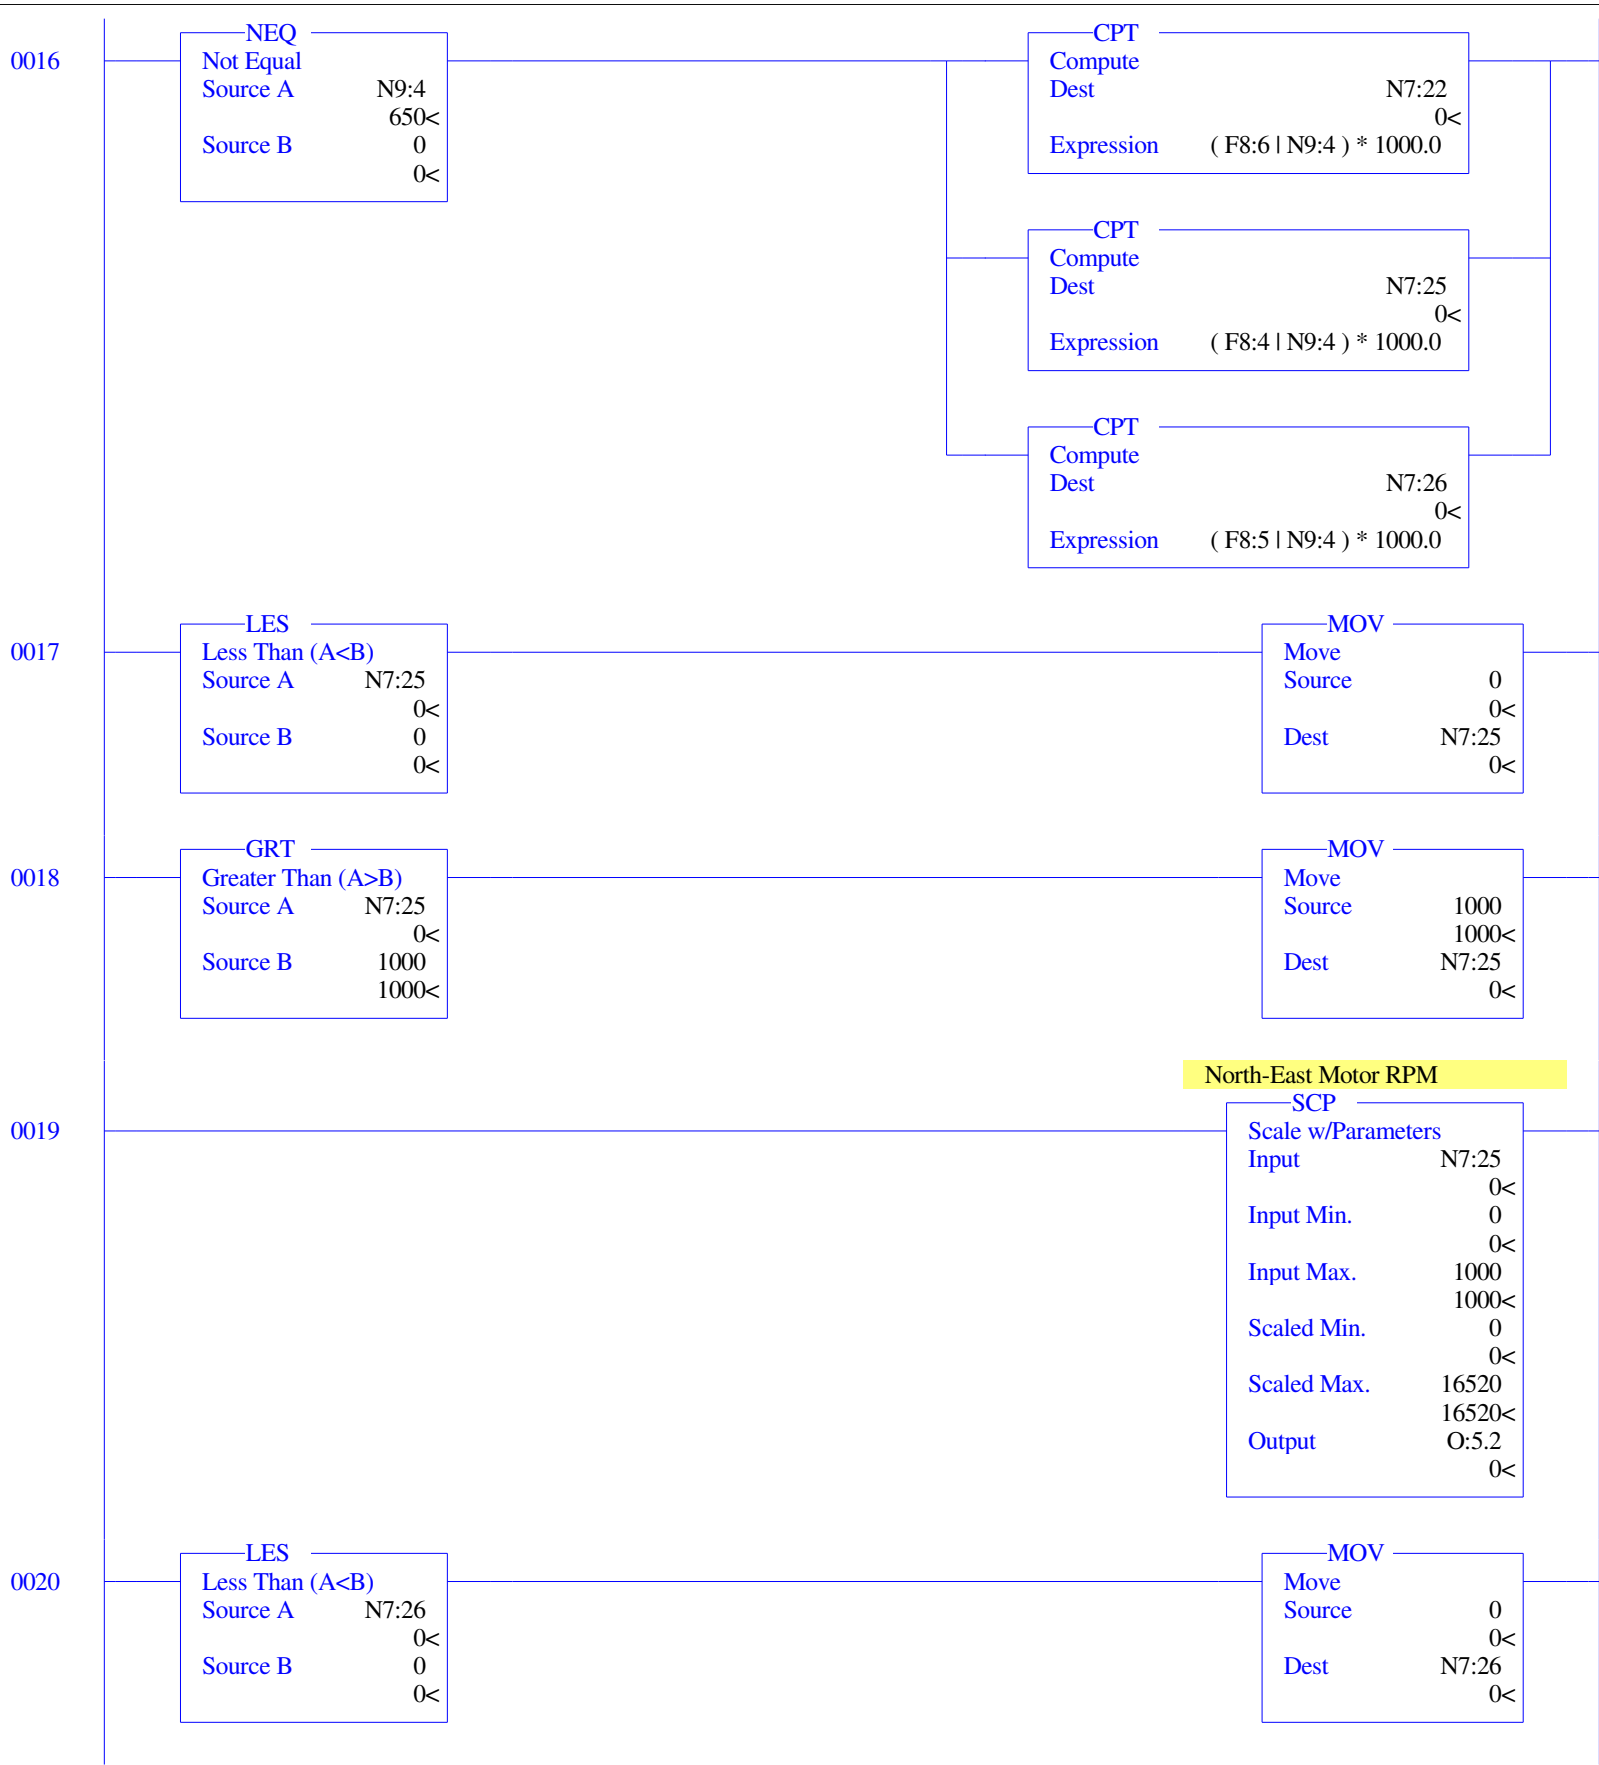 0016
NEQ
Not Equal
Source A N9:4
650<
Source B 0
0<
CPT
Compute
Dest N7:22
0<
Expression ( F8:6 | N9:4 ) * 1000.0
CPT
Compute
Dest N7:25
0<
Expression ( F8:4 | N9:4 ) * 1000.0
CPT
Compute
Dest N7:26
0<
Expression ( F8:5 | N9:4 ) * 1000.0
0017
LES
Less Than (A<B)
Source A N7:25
0<
Source B 0
0<
MOV
Move
Source 0
0<
Dest N7:25
0<
0018
GRT
Greater Than (A>B)
Source A N7:25
0<
Source B 1000
1000<
MOV
Move
Source 1000
1000<
Dest N7:25
0<
North-East Motor RPM
0019
SCP
Scale w/Parameters
Input N7:25
0<
Input Min. 0
0<
Input Max. 1000
1000<
Scaled Min. 0
0<
Scaled Max. 16520
16520<
Output O:5.2
0<
0020
LES
Less Than (A<B)
Source A N7:26
0<
Source B 0
0<
MOV
Move
Source 0
0<
Dest N7:26
0<